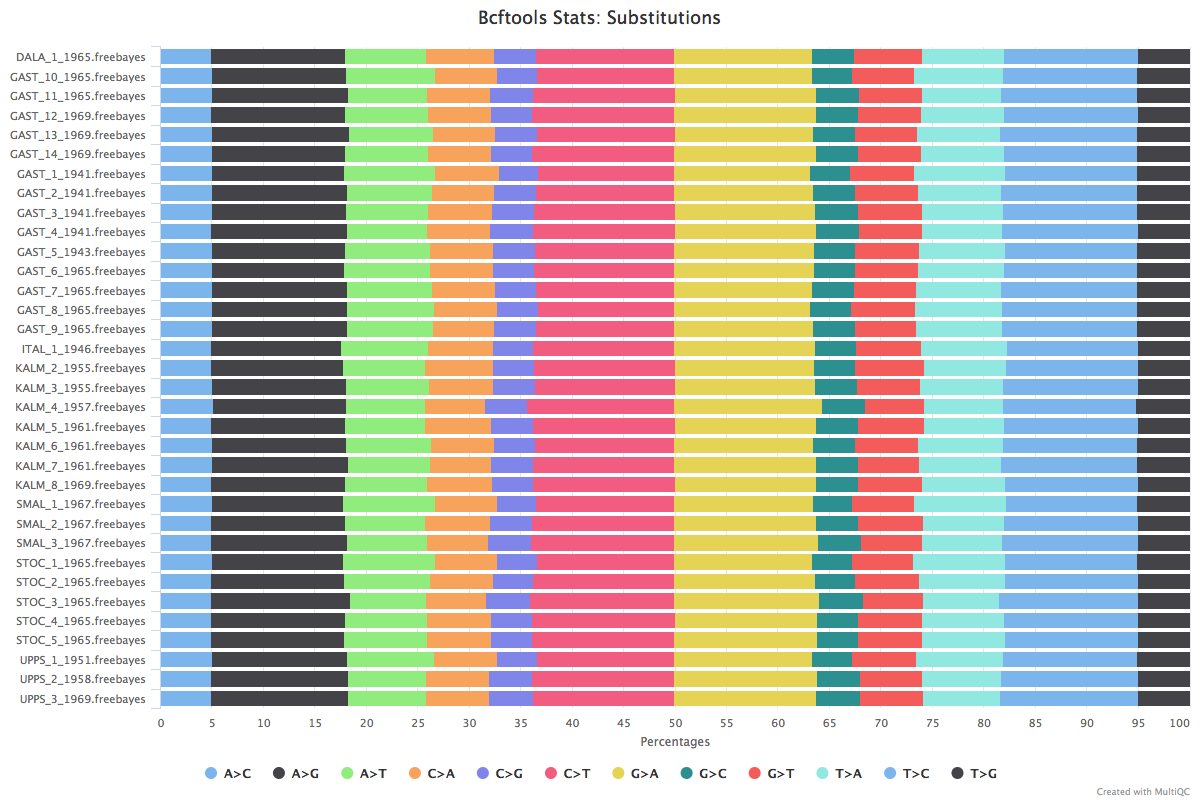 Bcftools Stats: Substitutions
DALA_1_1965.freebayes
GAST_10_1965.freebayes
GAST_11_1965.freebayes
GAST_12_1969.freebayes
GAST_13_1969.freebayes
GAST_14_1969.freebayes
GAST_1_1941.freebayes
GAST_2_1941.freebayes
GAST_3_1941.freebayes
GAST_4_1941.freebayes
GAST_5_1943.freebayes
GAST_6_1965.freebayes
GAST_7_1965.freebayes
GAST_8_1965.freebayes
GAST_9_1965.freebayes
ITAL_1_1946.freebayes
KALM_2_1955.freebayes
KALM_3_1955.freebayes
KALM_4_1957.freebayes
KALM_5_1961.freebayes
KALM_6_1961.freebayes
KALM_7_1961.freebayes
KALM_8_1969.freebayes
SMAL_1_1967.freebayes
SMAL_2_1967.freebayes
SMAL_3_1967.freebayes
STOC_1_1965.freebayes
STOC_2_1965.freebayes
STOC_3_1965.freebayes
STOC_4_1965.freebayes
STOC_5_1965.freebayes
UPPS_1_1951.freebayes
UPPS_2_1958.freebayes
UPPS_3_1969.freebayes
0 5 10 15 20 25 30 35 40 45 50 55 60 65 70 75 80 85 90 95 100
Percentages
A>C A>G A>T C>A C>G C>T G>A G>C G>T T>A T>C T>G
Created with MultiQC